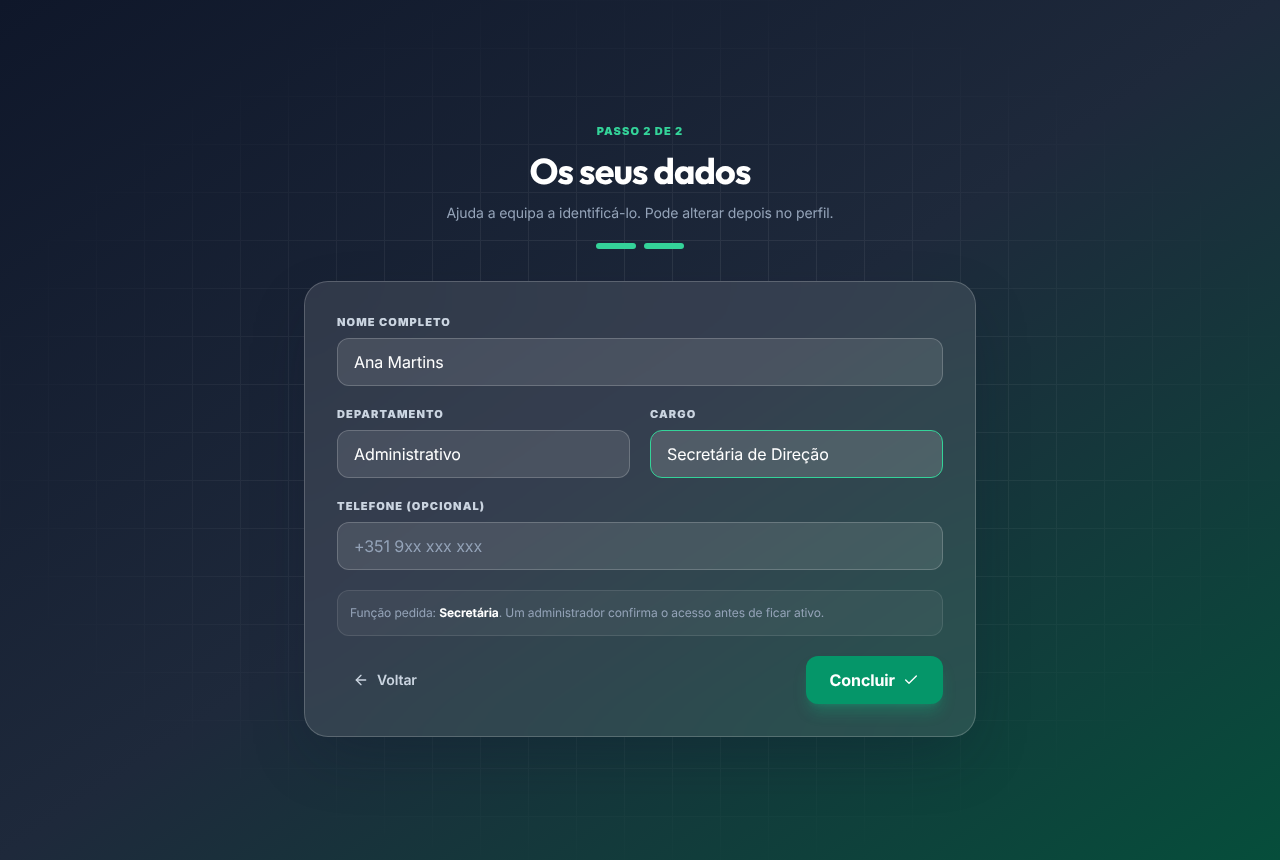 PASSO 2 DE 2
Os seus dados
Ajuda a equipa a identificá-lo. Pode alterar depois no perfil.
NOME COMPLETO
Ana Martins
DEPARTAMENTO
CARGO
Administrativo
Secretária de Direção
TELEFONE (OPCIONAL)
+351 9xx xxx xxx
Função pedida: Secretária. Um administrador confirma o acesso antes de ficar ativo.
Voltar
Concluir